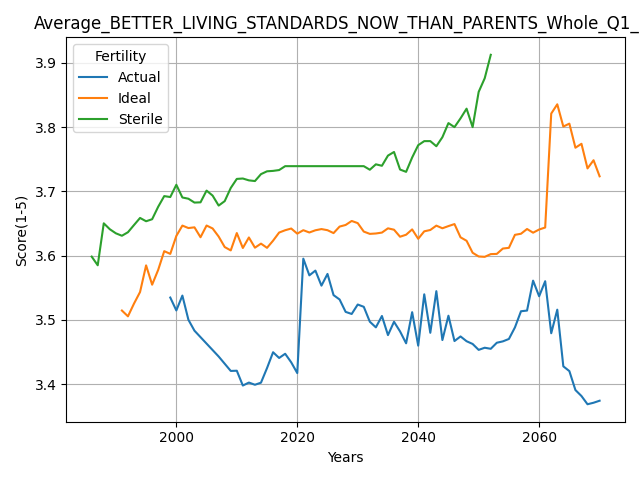 Average_BETTER_LIVING_STANDARDS_NOW_THAN_PARENTS_Whole_Q1_
Fertility
Actual
Ideal
Sterile
Score(1-5)
3.9
3.8
3.7
3.6
3.5
3.4
2000 2020 2040 2060
Years